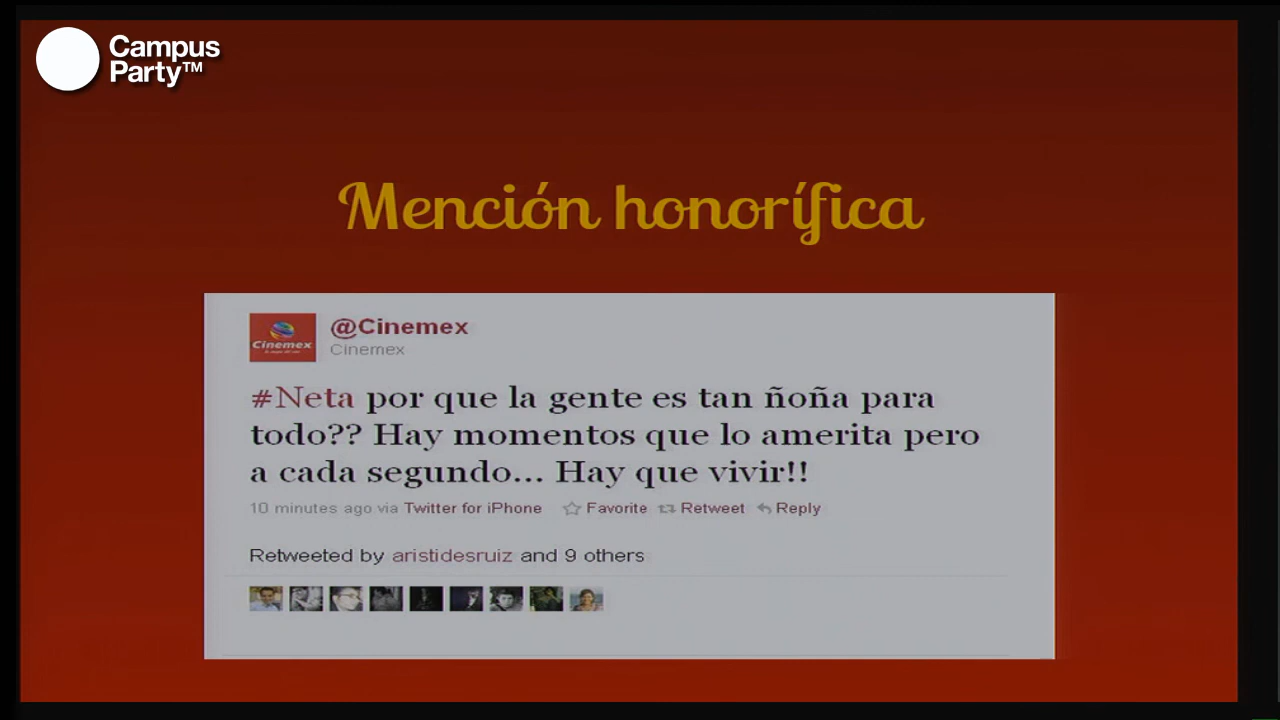 Campus
Party™
Mención honorífica
@Cinemex
Cinemex
Cinemex
#Neta por que la gente es tan ñoña para
todo?? Hay momentos que lo amerita pero
a cada segundo... Hay que vivir!!
10 minutes ago via Twitter for iPhone Favorite Retweet Reply
Retweeted by aristidesruiz and 9 others